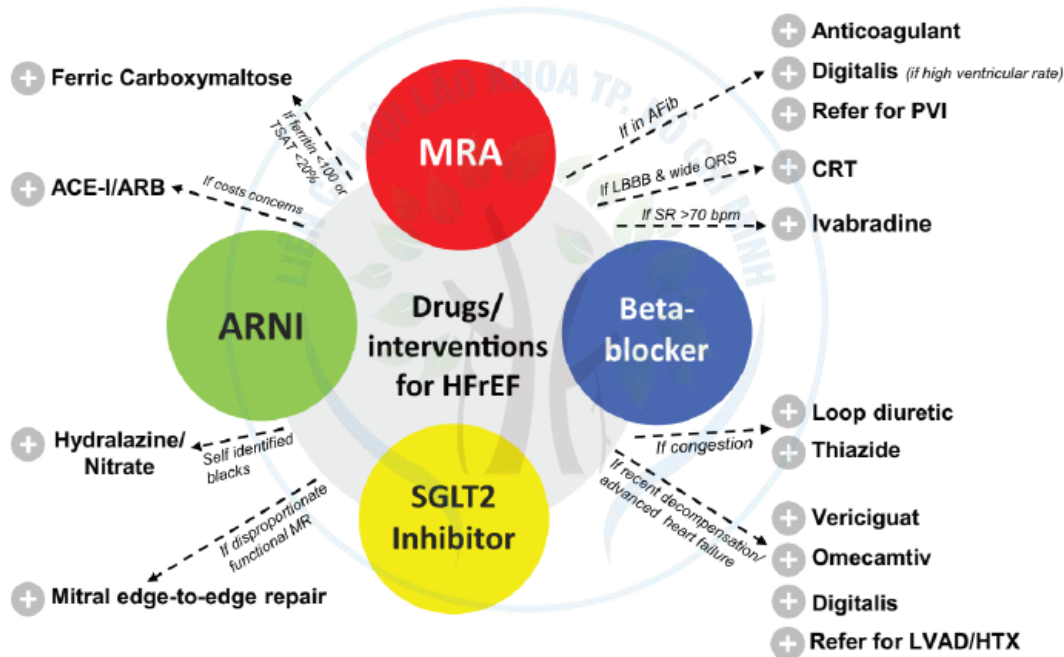 Anticoagulant
Ferric Carboxymaltose
Digitalis (if high ventricular rate)
Refer for PVI
If ferritin <100 or
TSAT <20%
MRA
If in AFib
ACE-I/ARB
If costs concerns
If LBBB & wide QRS
CRT
If SR >70 bpm
Ivabradine
ARNI
Drugs/
interventions
for HFrEF
Beta-
blocker
Hydralazine/
Nitrate
Self identified
blacks
If congestion
Loop diuretic
Thiazide
If disproportionate
functional MR
SGLT2
Inhibitor
If recent decompensation/
advanced heart failure
Vericiguat
Omecamtiv
Mitral edge-to-edge repair
Digitalis
Refer for LVAD/HTX